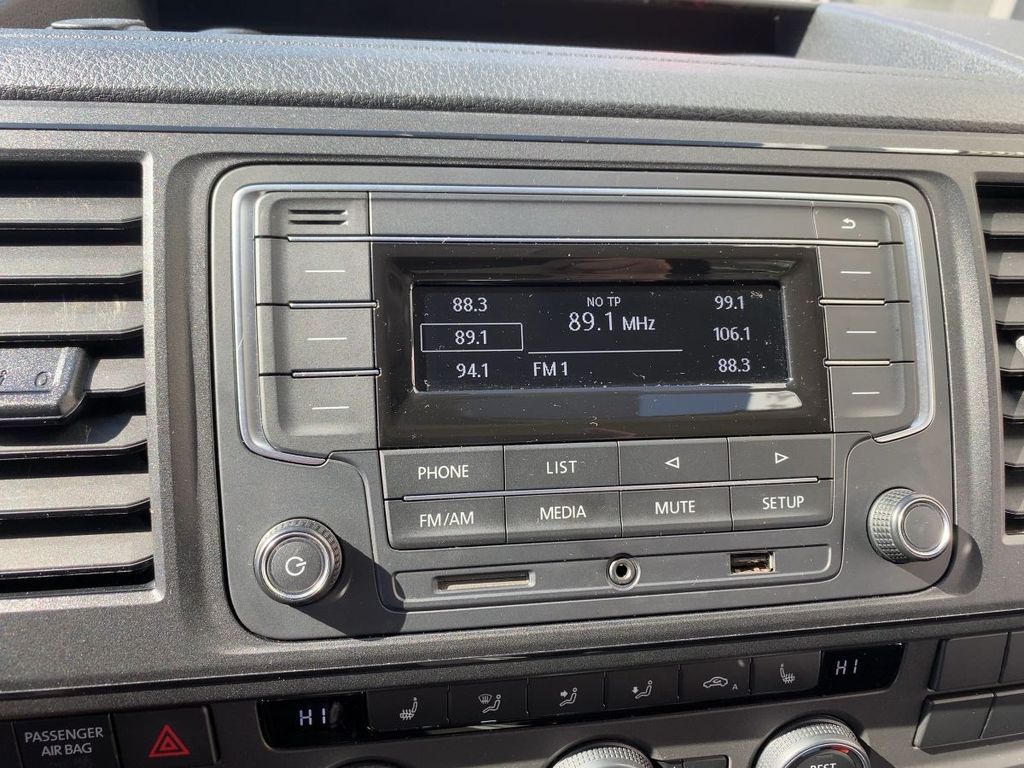 88.3
NO TP
99.1
89.1
89.1 MHz
106.1
94.1
FM 1
88.3
PHONE
LIST
FM/AM
MEDIA
MUTE
SETUP
HI
HI
A
PASSENGER
AIR BAG
REST